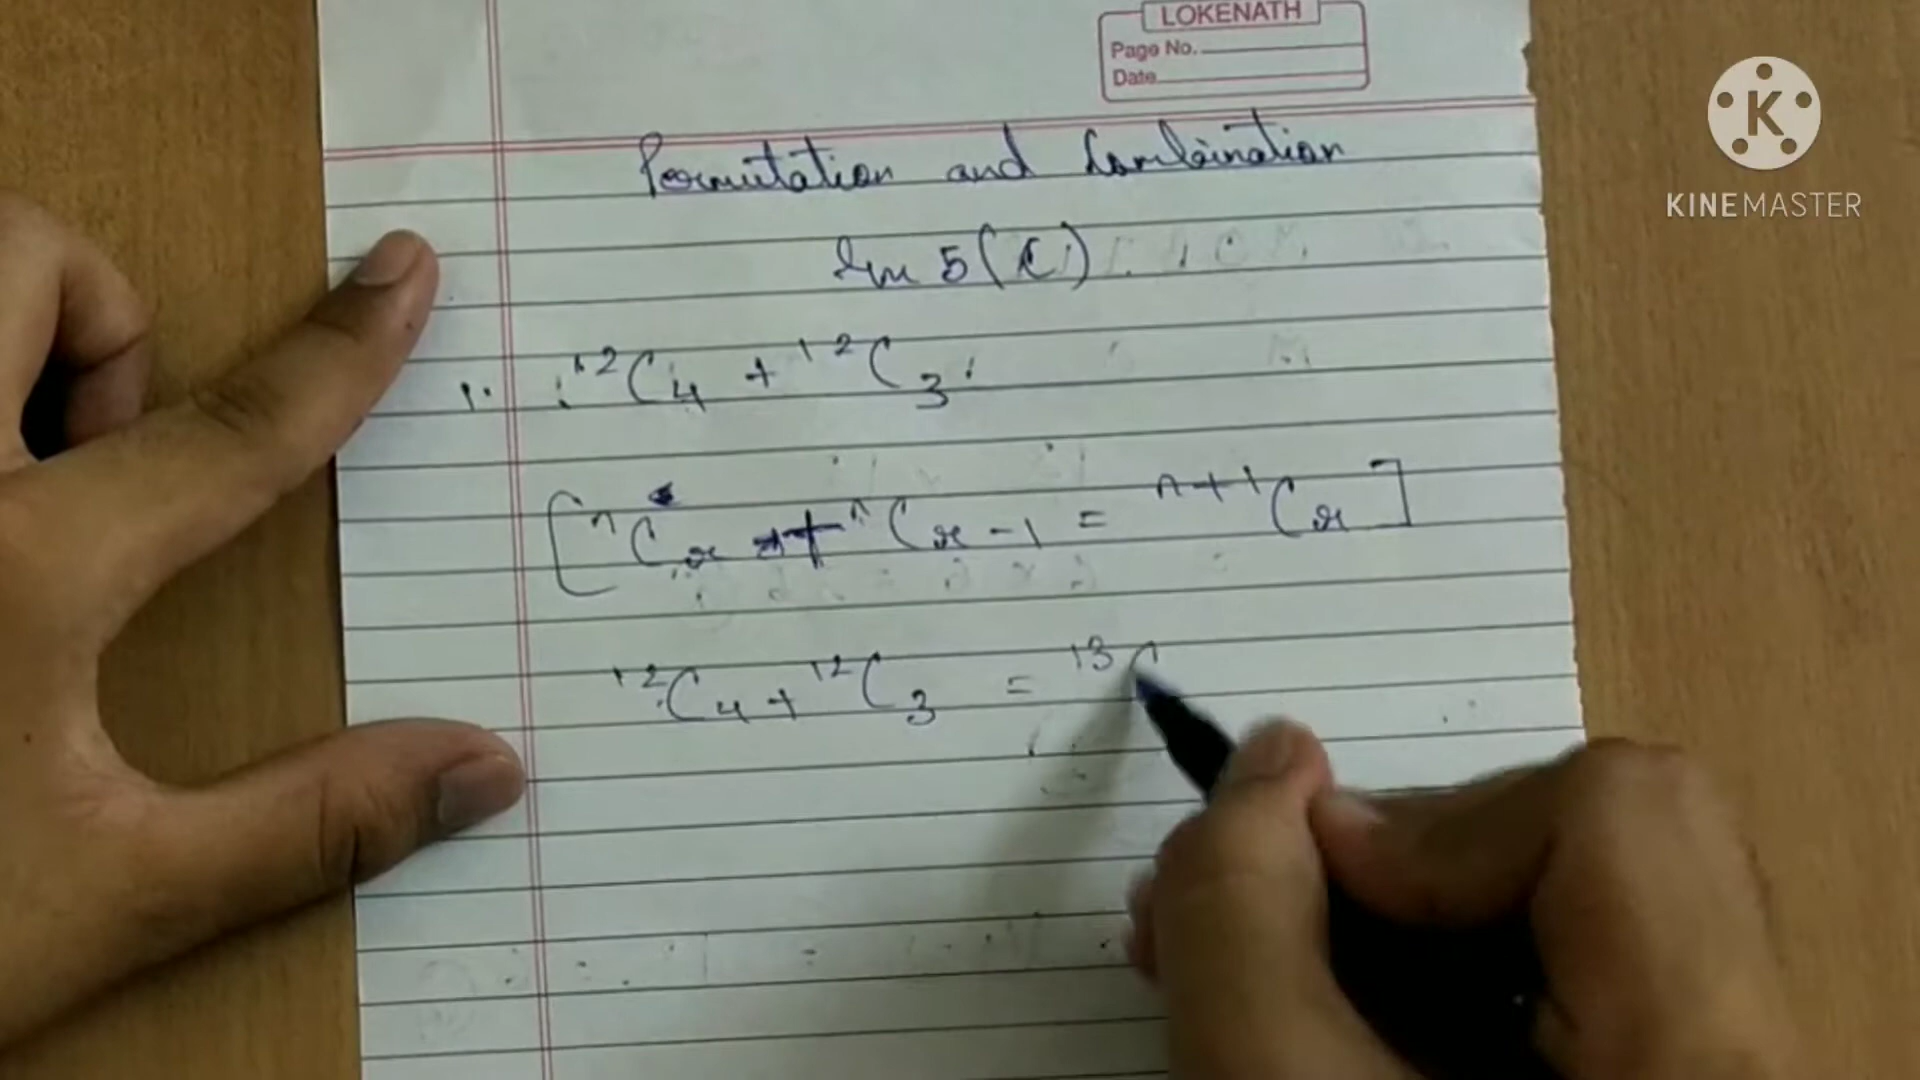 LOKENATH
Page No.
Date
KINEMASTER
Permutation and Combination
5(C)
1. ¹²C₄ + ¹²C₃.
[ⁿCᵣ + ⁿCᵣ₋₁ = ⁿ⁺¹Cᵣ]
¹²C₄ + ¹²C₃ = ¹³C